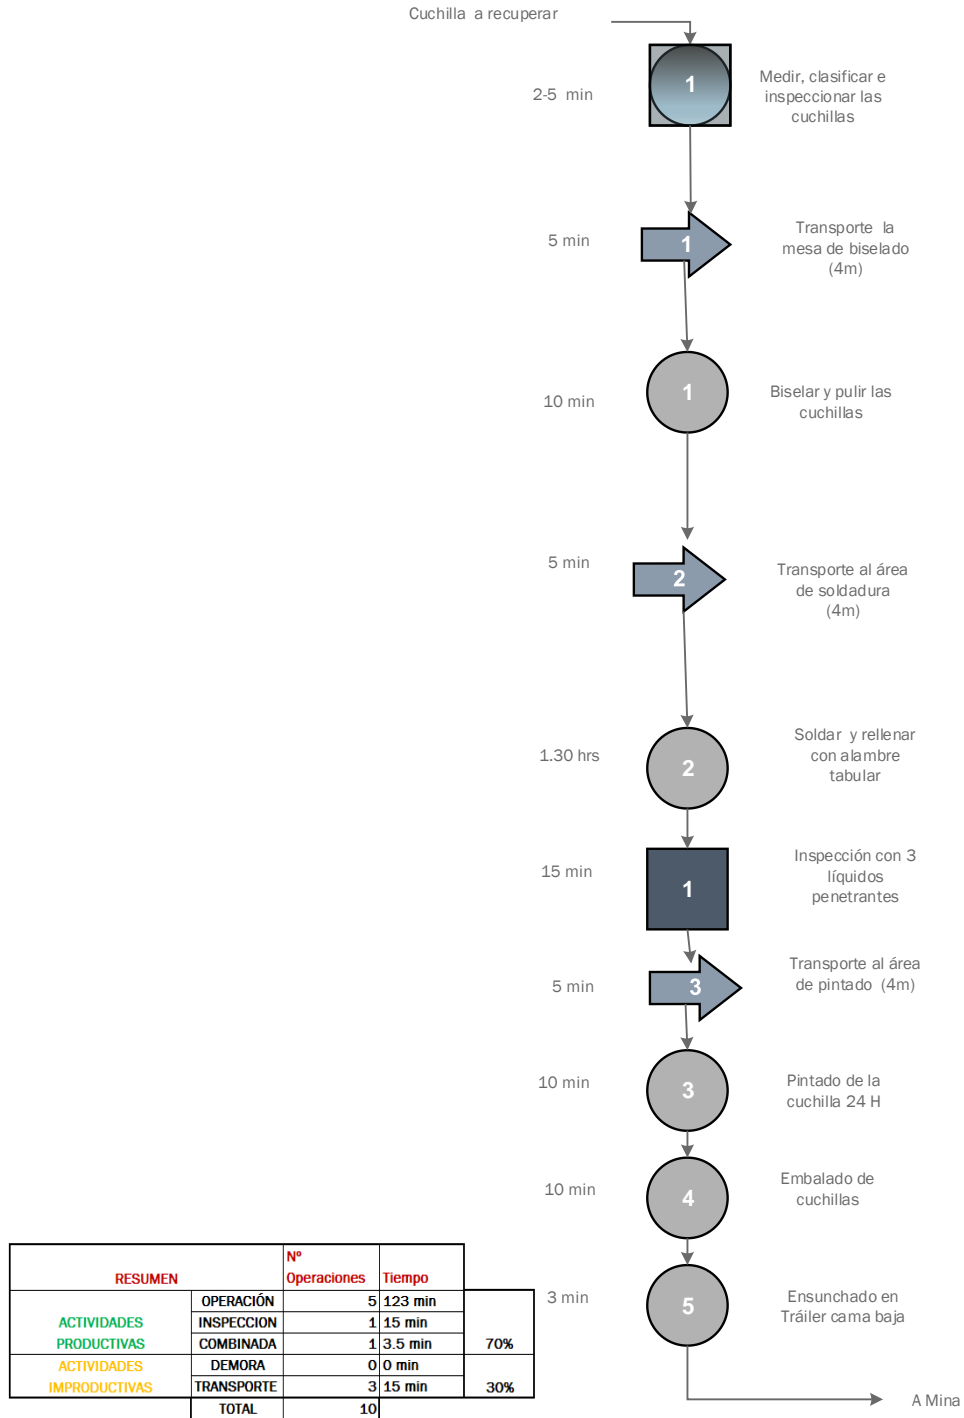 Cuchilla a recuperar
2-5 min
1
Medir, clasificar e
inspeccionar las
cuchillas
5 min
1
Transporte la
mesa de biselado
(4m)
10 min
1
Biselar y pulir las
cuchillas
5 min
2
Transporte al área
de soldadura
(4m)
1.30 hrs
2
Soldar y rellenar
con alambre
tabular
15 min
1
Inspección con 3
líquidos
penetrantes
5 min
3
Transporte al área
de pintado (4m)
10 min
3
Pintado de la
cuchilla 24 H
10 min
4
Embalado de
cuchillas
3 min
5
Ensunchado en
Tráiler cama baja
A Mina
RESUMEN Nº Operaciones Tiempo
OPERACIÓN 5 123 min
ACTIVIDADES INSPECCION 1 15 min
PRODUCTIVAS COMBINADA 1 3.5 min 70%
ACTIVIDADES DEMORA 0 0 min
IMPRODUCTIVAS TRANSPORTE 3 15 min 30%
TOTAL 10